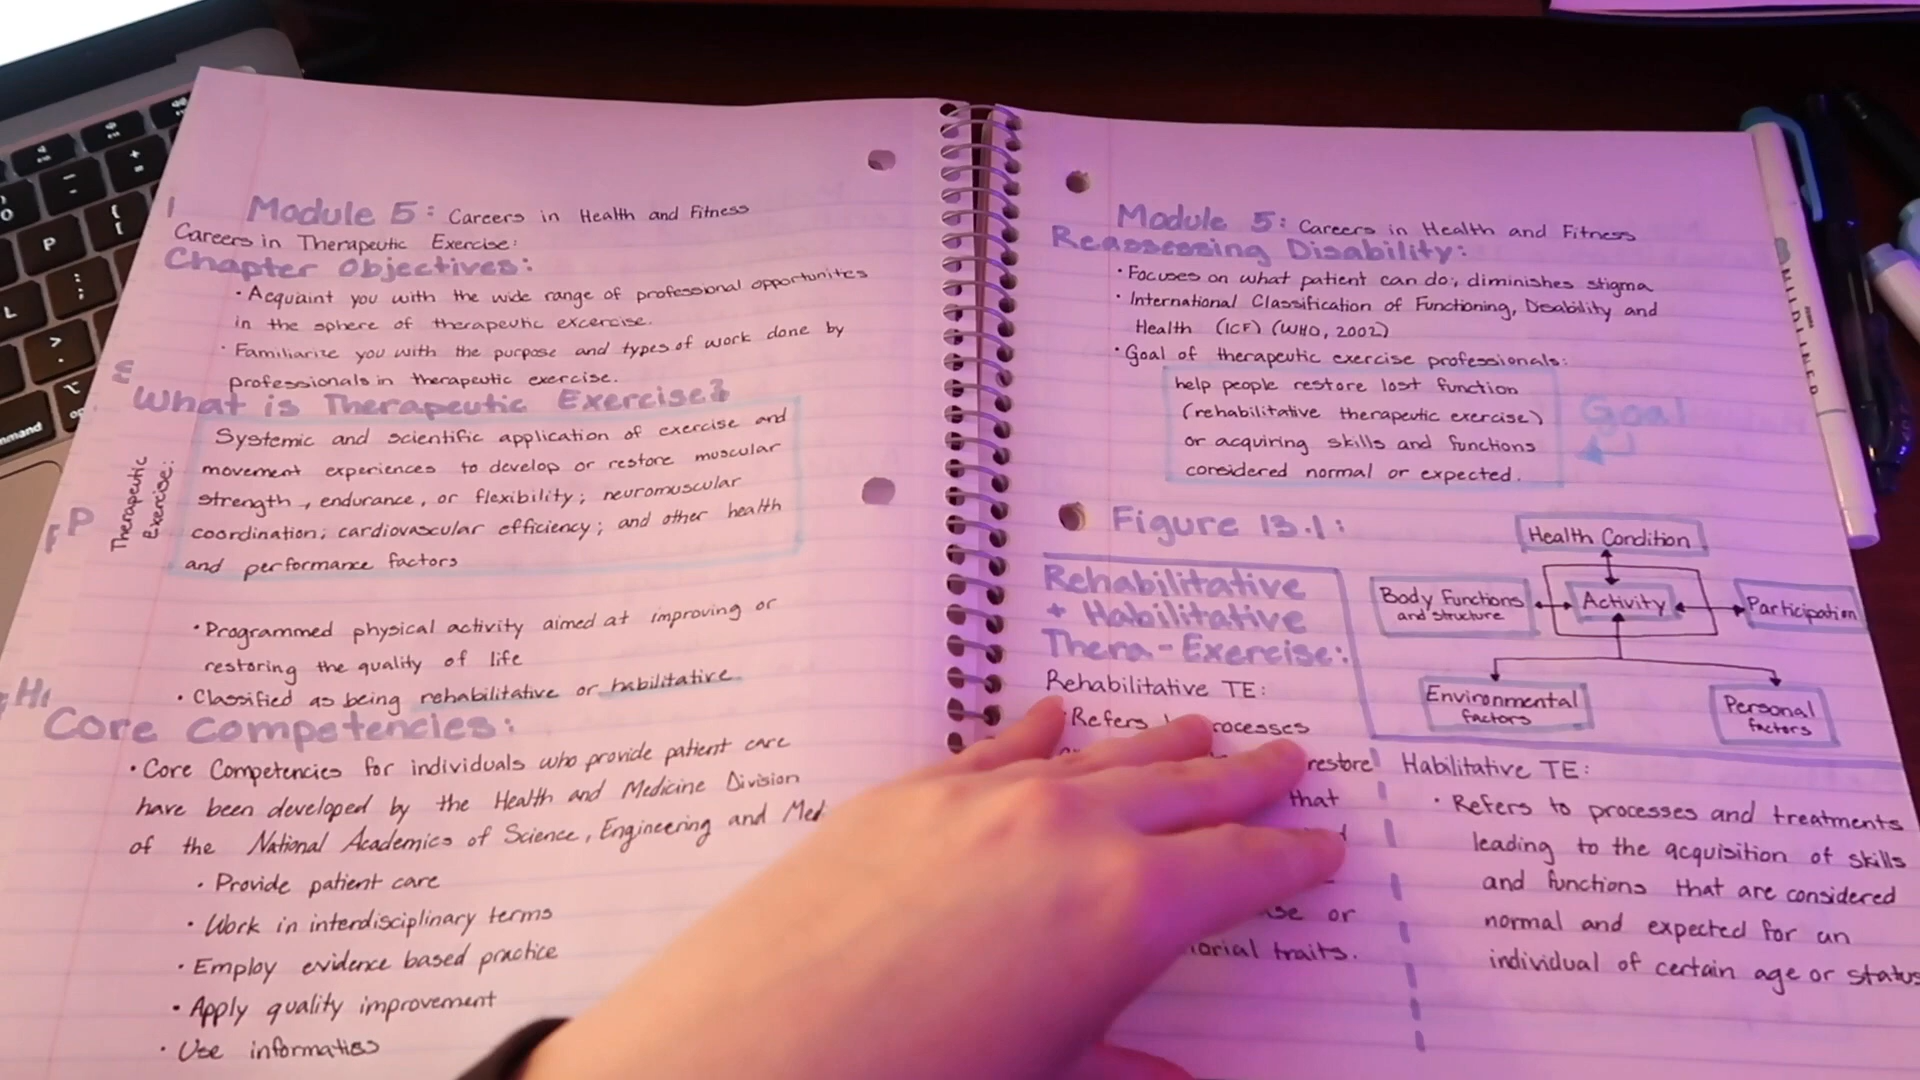 Module 5: Careers in Health and Fitness
Careers in Therapeutic Exercise:
Chapter Objectives:
• Acquaint you with the wide range of professional opportunites
in the sphere of therapeutic excercise.
• Familiarize you with the purpose and types of work done by
professionals in therapeutic exercise.
What is Therapeutic Exercise?
Therapeutic
Exercise:
Systemic and scientific application of exercise and
movement experiences to develop or restore muscular
strength, endurance, or flexibility; neuromuscular
coordination; cardiovascular efficiency; and other health
and performance factors
• Programmed physical activity aimed at improving or
restoring the quality of life
• Classified as being rehabilitative or habilitative
Core Competencies:
• Core Competencies for individuals who provide patient care
have been developed by the Health and Medicine Division
of the National Academics of Science, Engineering and Med
• Provide patient care
• Work in interdisciplinary terms
• Employ evidence based practice
• Apply quality improvement
• Use informatics
Module 5: Careers in Health and Fitness
Reassessing Disability:
• Focuses on what patient can do; diminishes stigma
• International Classification of Functioning, Disability and
Health (ICF) (WHO, 2002)
• Goal of therapeutic exercise professionals:
help people restore lost function
(rehabilitative therapeutic exercise)
or acquiring skills and functions
considered normal or expected.
Goal
Figure 13.1:
Health Condition
Body Functions
and structure
Activity
Participation
Environmental
factors
Personal
factors
Rehabilitative
+ Habilitative
Thera-Exercise:
Rehabilitative TE:
• Refers
restore
that
or
traits.
Habilitative TE:
• Refers to processes and treatments
leading to the acquisition of skills
and functions that are considered
normal and expected for an
individual of certain age or status
MILDLINER
P
L
command